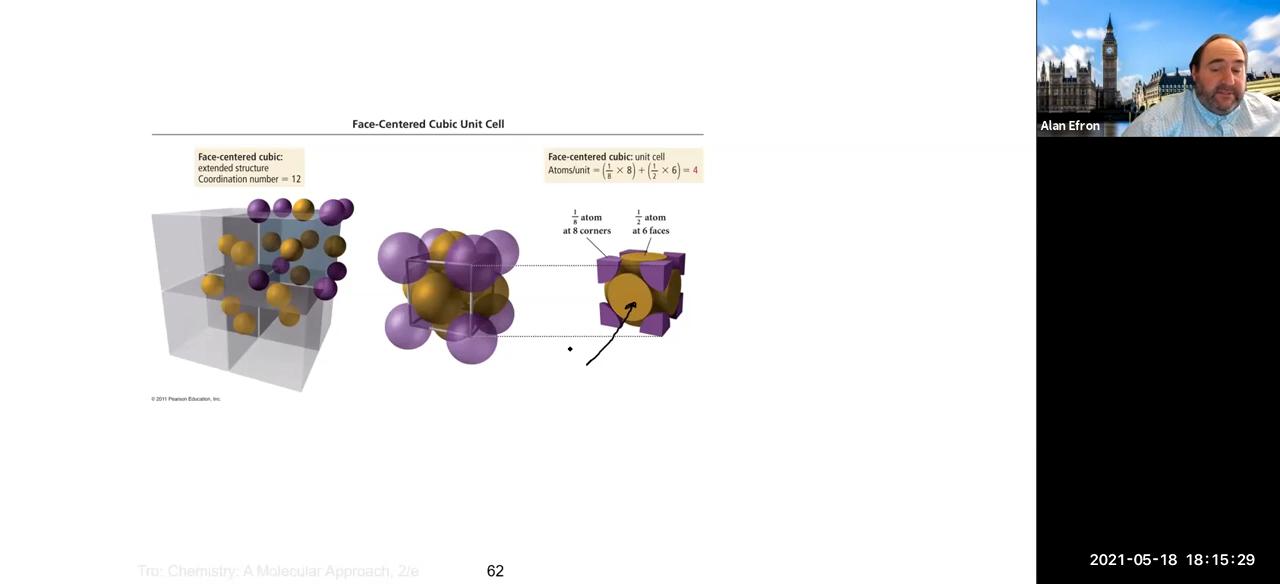 Face-Centered Cubic Unit Cell
Face-centered cubic:
extended structure
Coordination number = 12
Face-centered cubic: unit cell
Atoms/unit = (1/8 × 8) + (1/2 × 6) = 4
1/8 atom
at 8 corners
1/2 atom
at 6 faces
© 2011 Pearson Education, Inc.
Tro: Chemistry: A Molecular Approach, 2/e
62
Alan Efron
2021-05-18 18:15:29